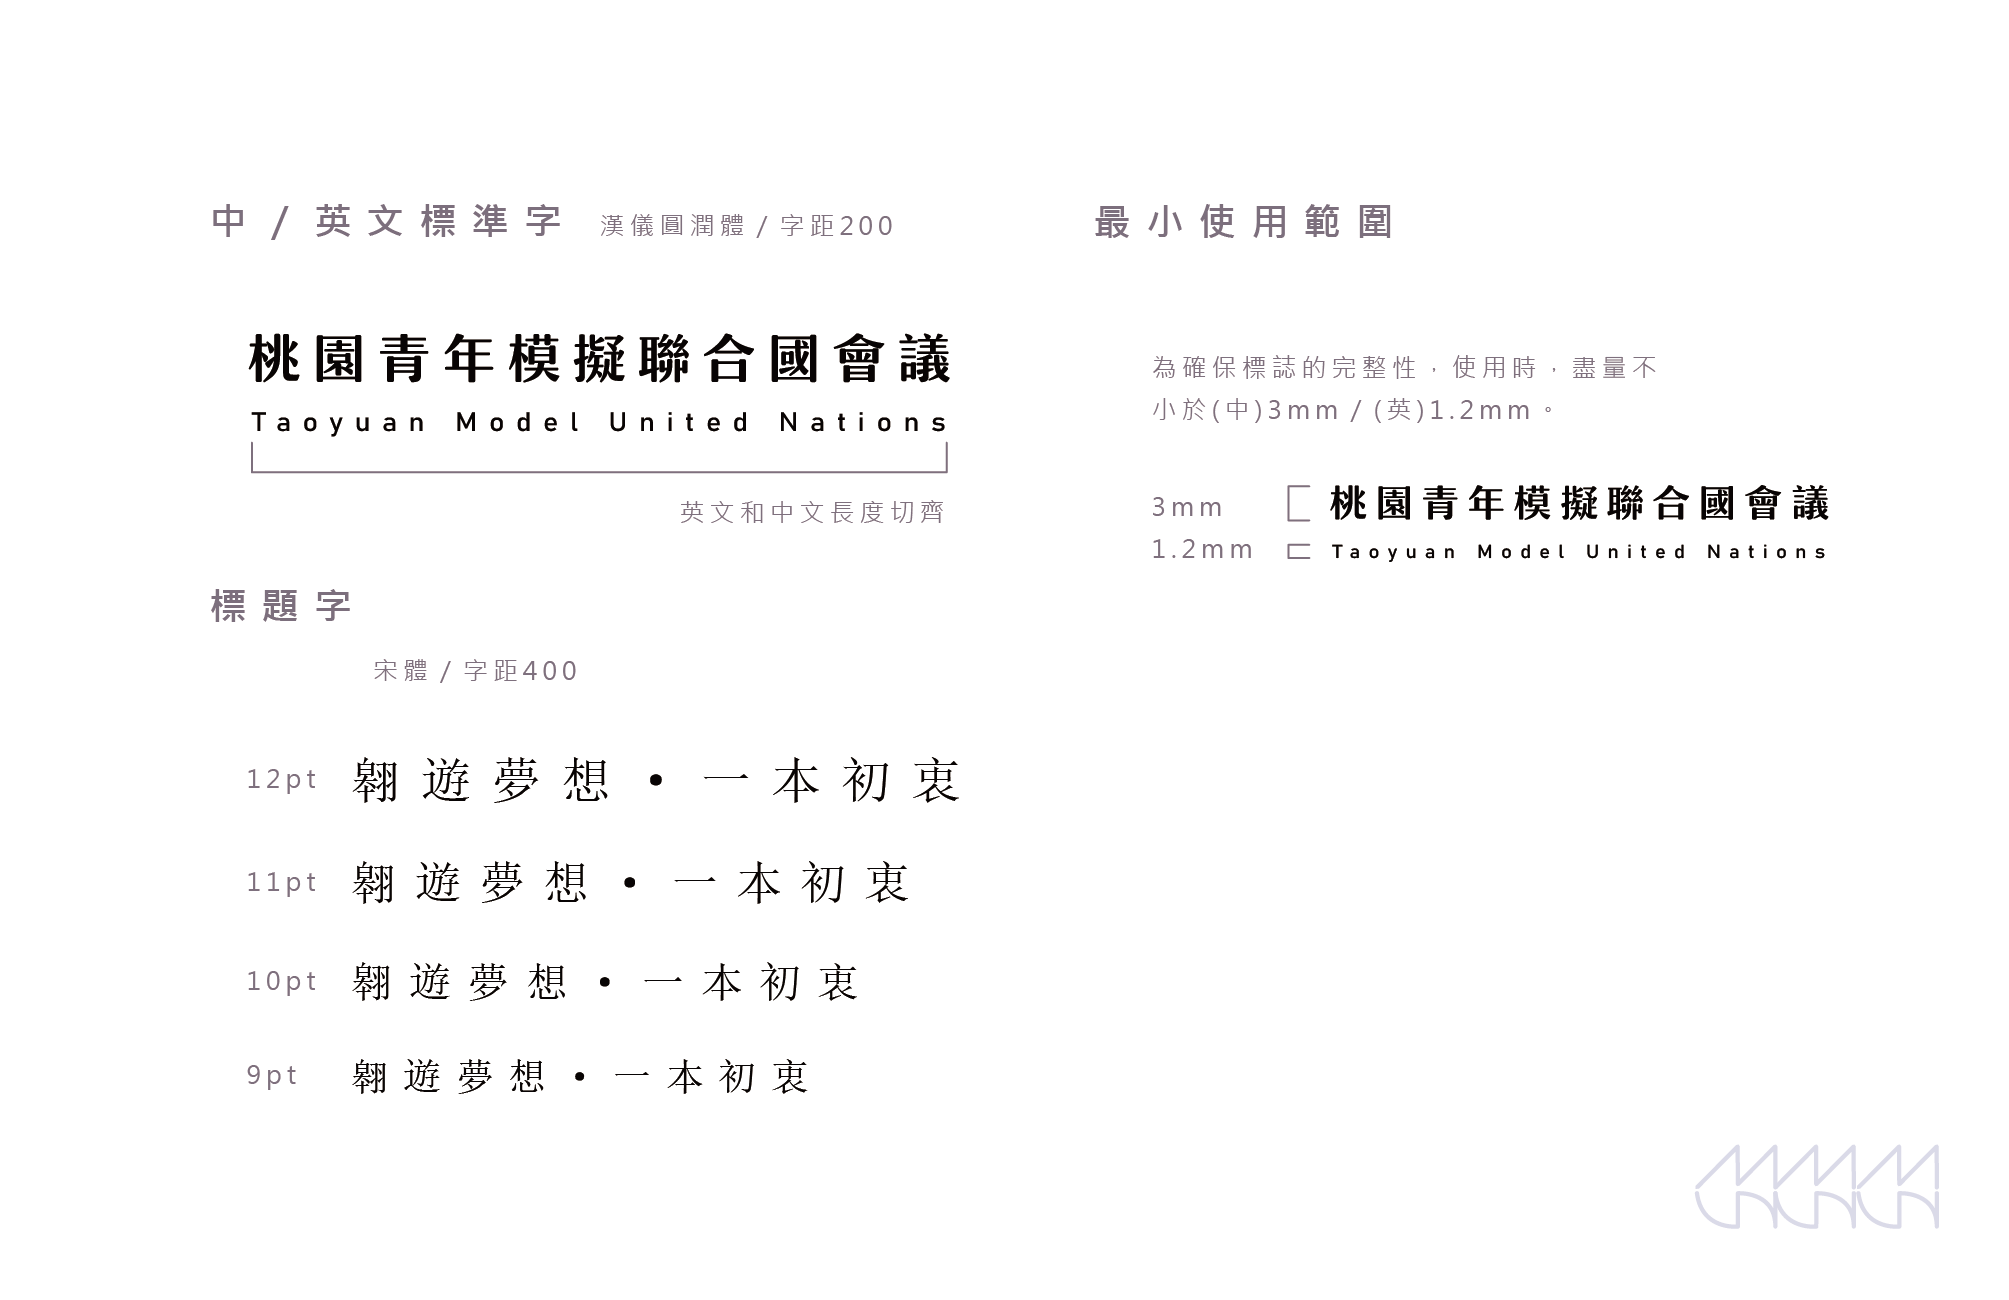 中/英文標準字 漢儀圓潤體/字距200
桃園青年模擬聯合國會議
Taoyuan Model United Nations
英文和中文長度切齊
標題字
宋體/字距400
12pt 翱遊夢想•一本初衷
11pt 翱遊夢想•一本初衷
10pt 翱遊夢想•一本初衷
9pt 翱遊夢想•一本初衷
最小使用範圍
為確保標誌的完整性，使用時，盡量不
小於(中)3mm/(英)1.2mm。
3mm 桃園青年模擬聯合國會議
1.2mm Taoyuan Model United Nations